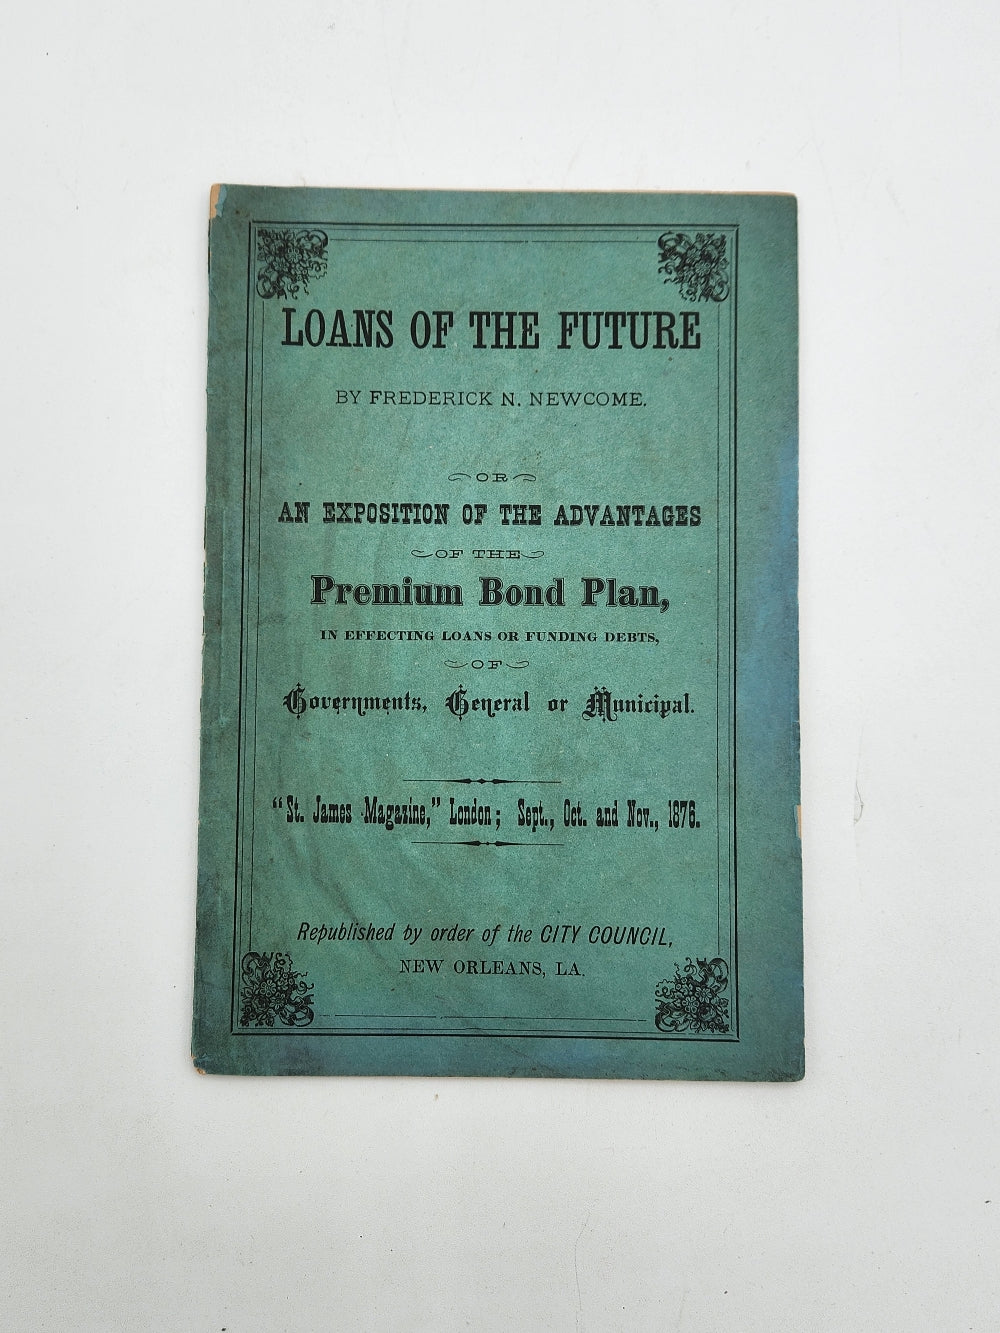 LOANS OF THE FUTURE
BY FREDERICK N. NEWCOME.
OR
AN EXPOSITION OF THE ADVANTAGES
OF THE
Premium Bond Plan,
IN EFFECTING LOANS OR FUNDING DEBTS,
OF
Governments, General or Municipal.
"St. James Magazine," London; Sept., Oct. and Nov., 1876.
Republished by order of the CITY COUNCIL,
NEW ORLEANS, LA.